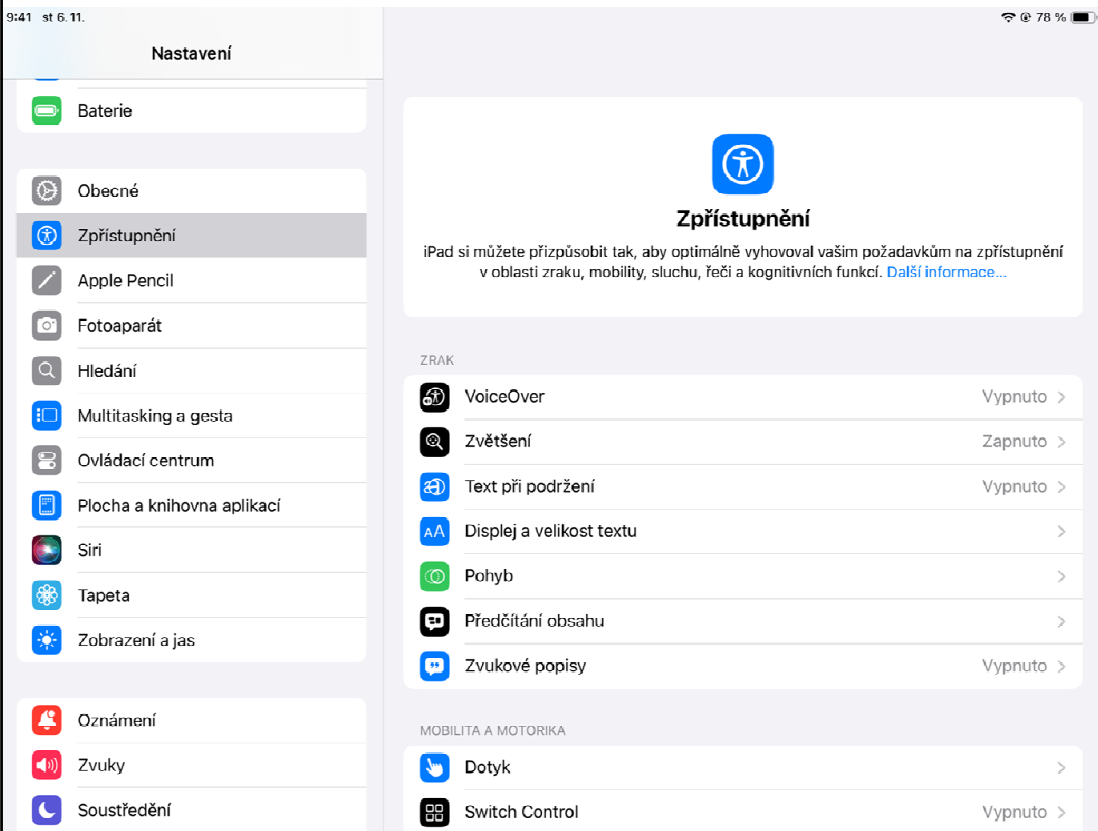 9:41 st 6. 11.
78 %
Nastavení
Baterie
Obecné
Zpřístupnění
Apple Pencil
Fotoaparát
Hledání
Multitasking a gesta
Ovládací centrum
Plocha a knihovna aplikací
Siri
Tapeta
Zobrazení a jas
Oznámení
Zvuky
Soustředění
Zpřístupnění
iPad si můžete přizpůsobit tak, aby optimálně vyhovoval vašim požadavkům na zpřístupnění
v oblasti zraku, mobility, sluchu, řeči a kognitivních funkcí. Další informace...
ZRAK
VoiceOver Vypnuto
Zvětšení Zapnuto
Text při podržení Vypnuto
Displej a velikost textu
Pohyb
Předčítání obsahu
Zvukové popisy Vypnuto
MOBILITA A MOTORIKA
Dotyk
Switch Control Vypnuto